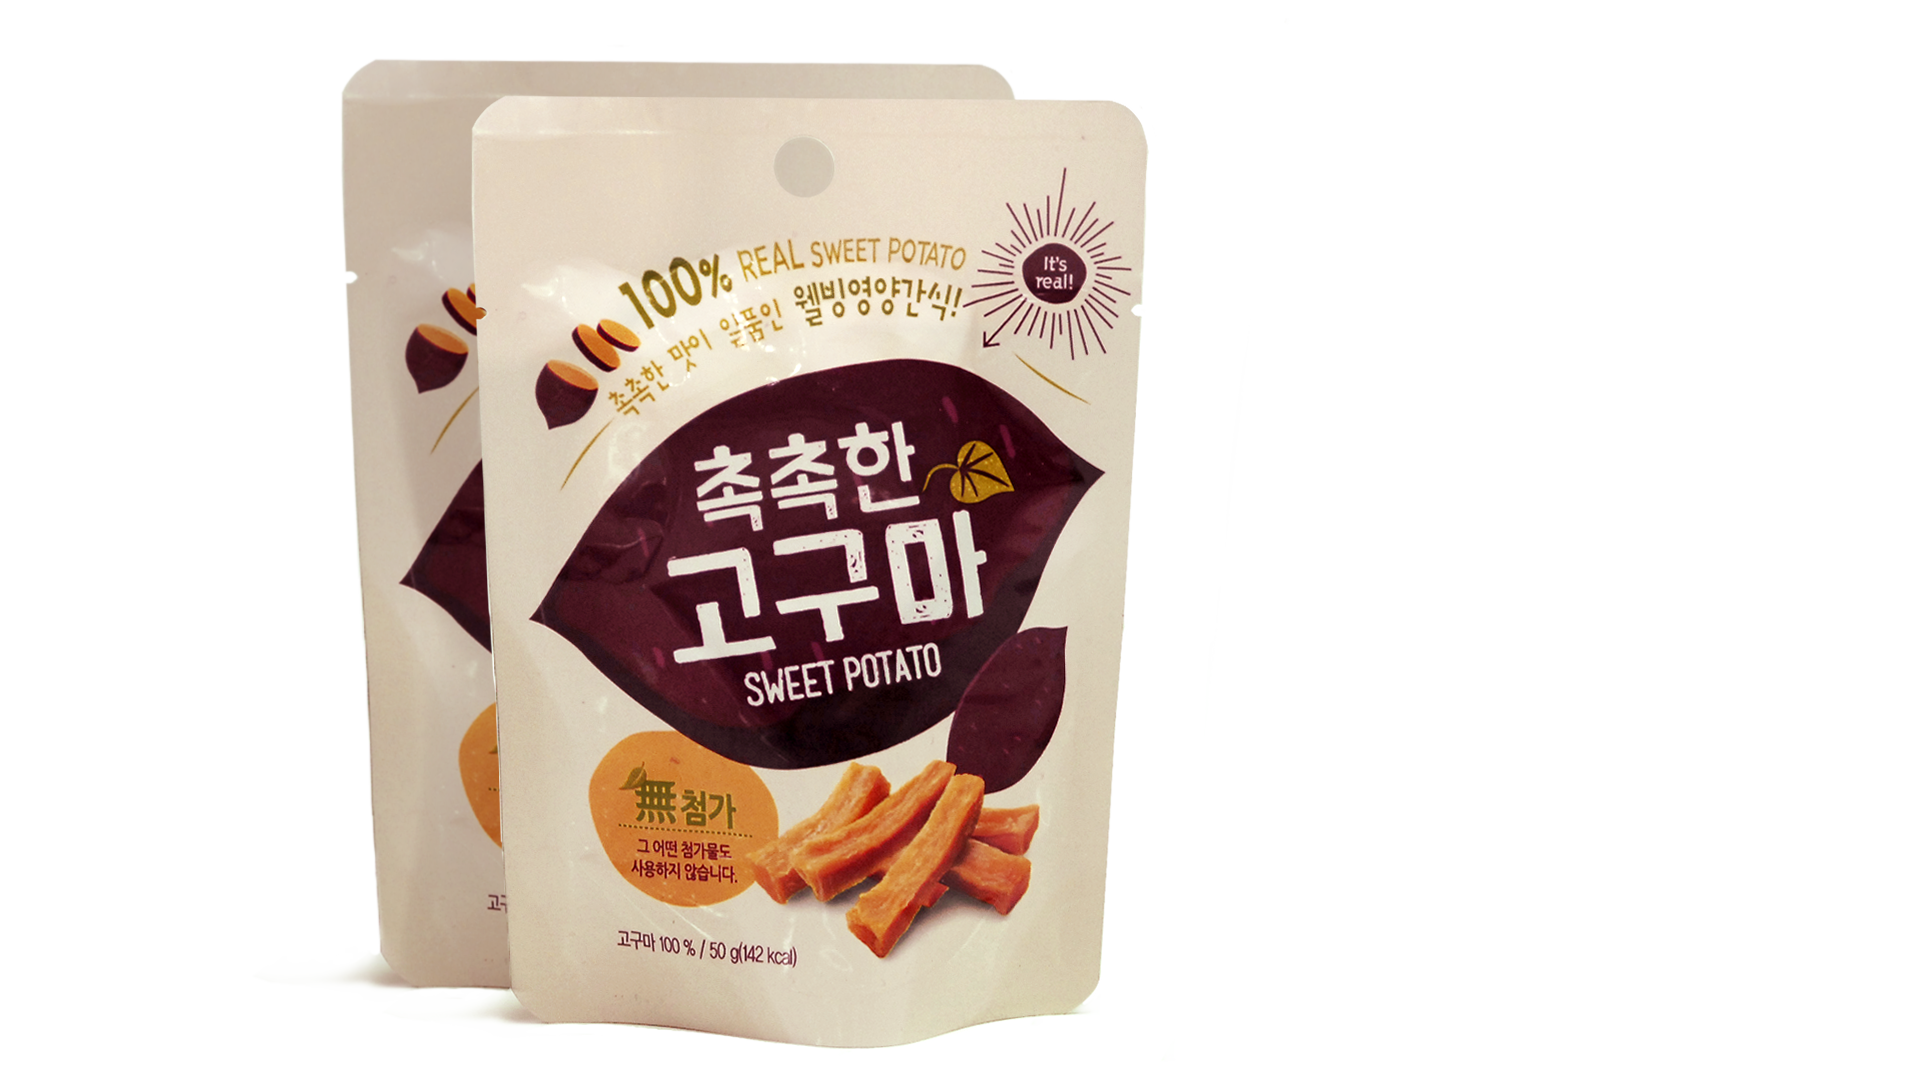 100% REAL SWEET POTATO
촉촉한 맛이 일품인 웰빙영양간식!
It's
real!
촉촉한
고구마
SWEET POTATO
無첨가
그 어떤 첨가물도
사용하지 않습니다.
고구마 100 % / 50 g(142 kcal)
고구